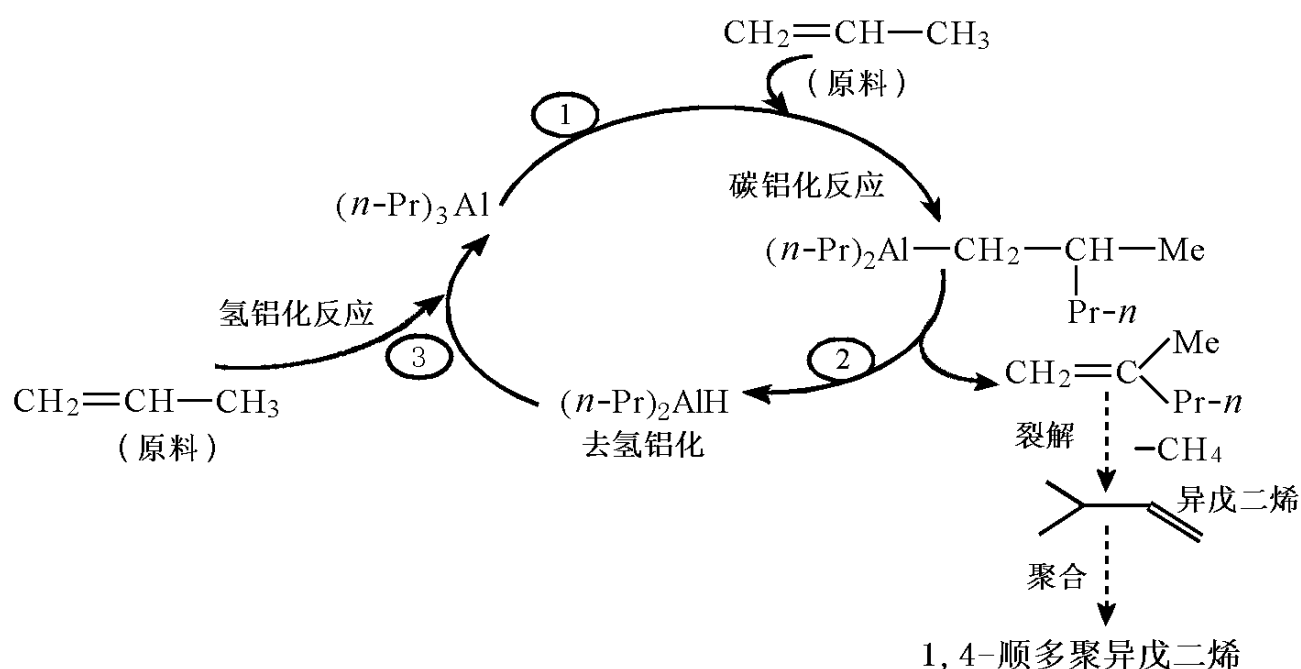 CH2=CH—CH3
(原料)
①
碳铝化反应
(n-Pr)3Al
(n-Pr)2Al—CH2—CH—Me
Pr-n
氢铝化反应
③
②
CH2=CH—CH3
(原料)
(n-Pr)2AlH
去氢铝化
CH2=C
Me
Pr-n
裂解
-CH4
异戊二烯
聚合
1,4-顺多聚异戊二烯